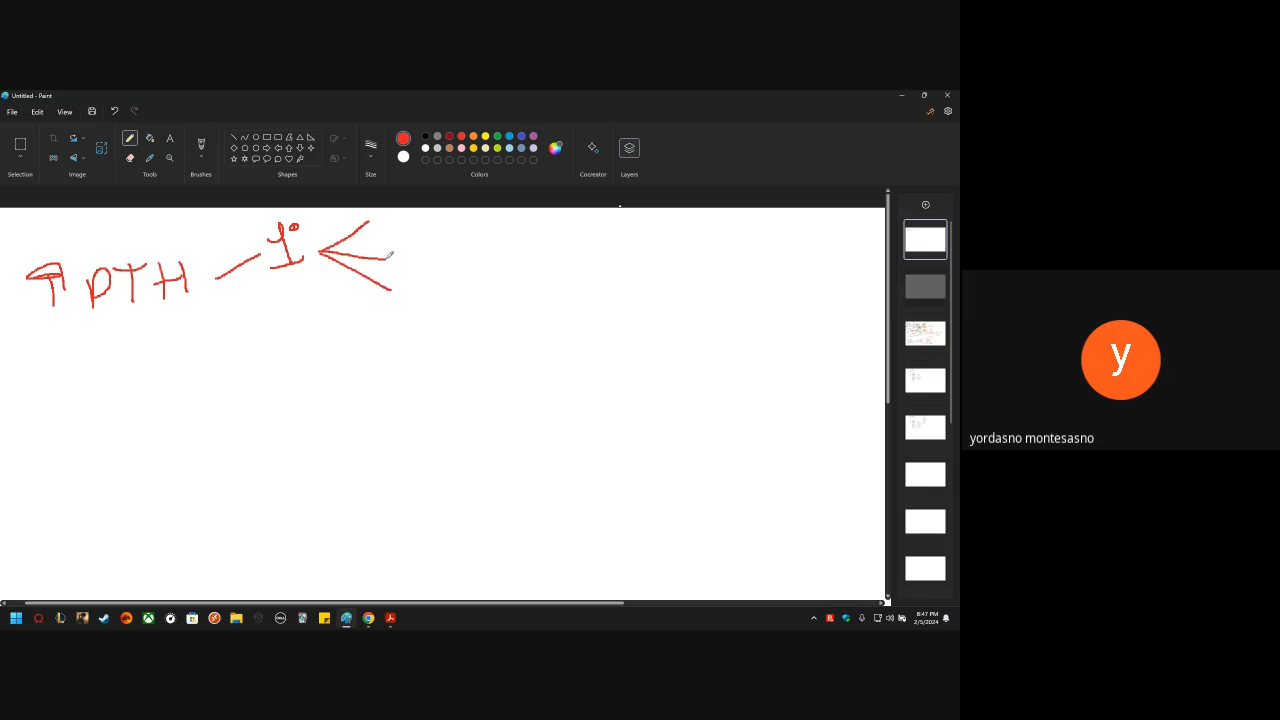 Untitled - Paint
File Edit View
Selection Image Tools Brushes Shapes Size Colors Cocreator Layers
↑ PTH 1°
y
yordasno montesasno
8:47 PM
2/5/2024